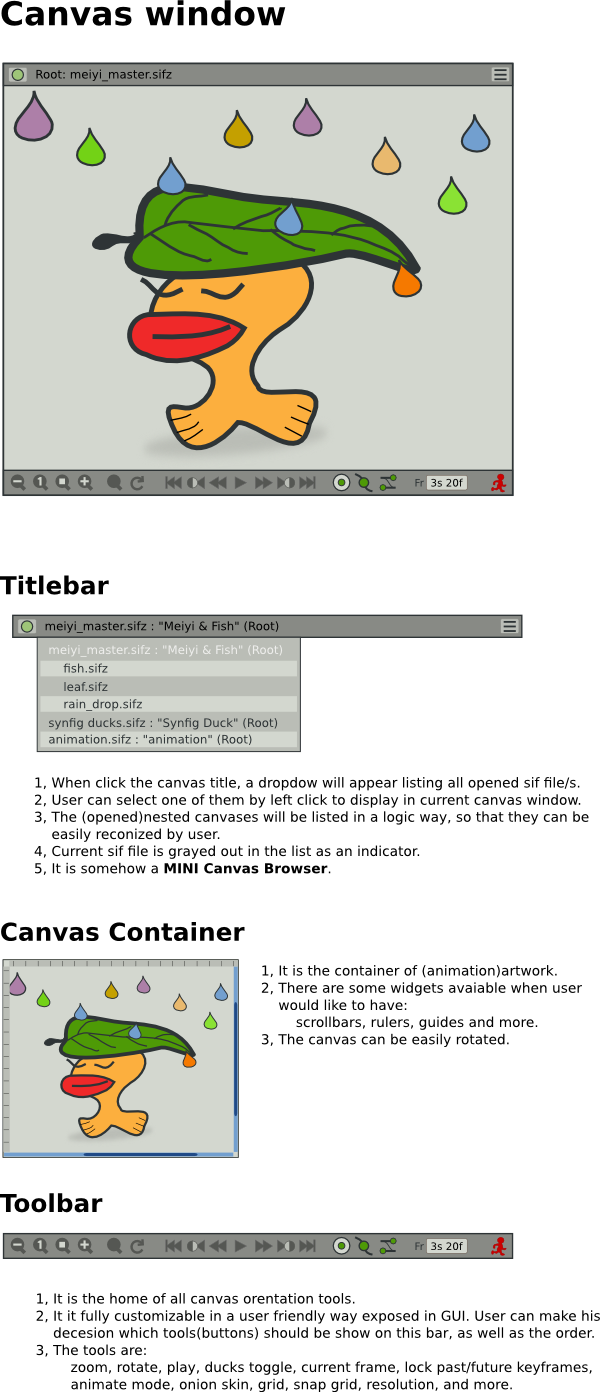 Canvas window
Root: meiyi_master.sifz
1
Fr 3s 20f
Titlebar
meiyi_master.sifz : "Meiyi & Fish" (Root)
meiyi_master.sifz : "Meiyi & Fish" (Root)
fish.sifz
leaf.sifz
rain_drop.sifz
synfig ducks.sifz : "Synfig Duck" (Root)
animation.sifz : "animation" (Root)
1, When click the canvas title, a dropdow will appear listing all opened sif file/s.
2, User can select one of them by left click to display in current canvas window.
3, The (opened)nested canvases will be listed in a logic way, so that they can be
easily reconized by user.
4, Current sif file is grayed out in the list as an indicator.
5, It is somehow a MINI Canvas Browser.
Canvas Container
1, It is the container of (animation)artwork.
2, There are some widgets avaiable when user
would like to have:
scrollbars, rulers, guides and more.
3, The canvas can be easily rotated.
Toolbar
1
Fr 3s 20f
1, It is the home of all canvas orentation tools.
2, It it fully customizable in a user friendly way exposed in GUI. User can make his
decesion which tools(buttons) should be show on this bar, as well as the order.
3, The tools are:
zoom, rotate, play, ducks toggle, current frame, lock past/future keyframes,
animate mode, onion skin, grid, snap grid, resolution, and more.